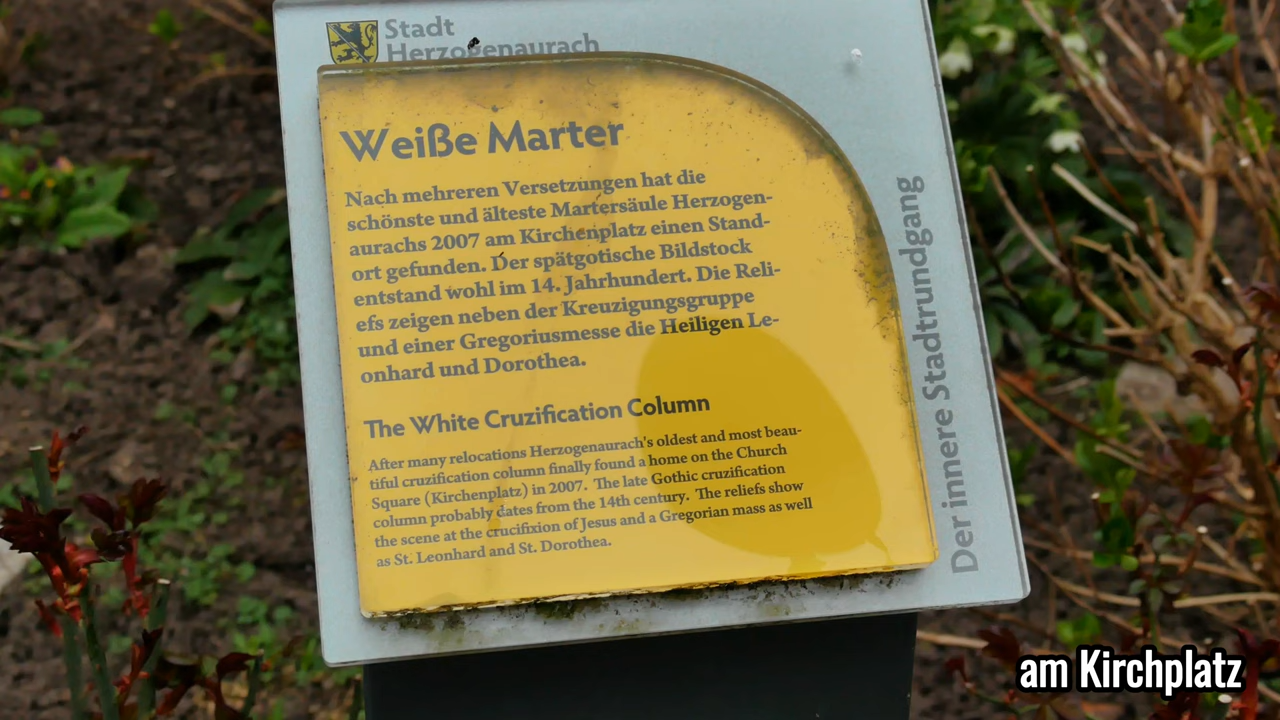 Stadt
Herzogenaurach
Weiße Marter
Nach mehreren Versetzungen hat die
schönste und älteste Martersäule Herzogen-
aurachs 2007 am Kirchenplatz einen Stand-
ort gefunden. Der spätgotische Bildstock
entstand wohl im 14. Jahrhundert. Die Reli-
efs zeigen neben der Kreuzigungsgruppe
und einer Gregoriusmesse die Heiligen Le-
onhard und Dorothea.
The White Cruzification Column
After many relocations Herzogenaurach's oldest and most beau-
tiful cruzification column finally found a home on the Church
Square (Kirchenplatz) in 2007. The late Gothic cruzification
column probably dates from the 14th century. The reliefs show
the scene at the crucifixion of Jesus and a Gregorian mass as well
as St. Leonhard and St. Dorothea.
Der innere Stadtrundgang
am Kirchplatz